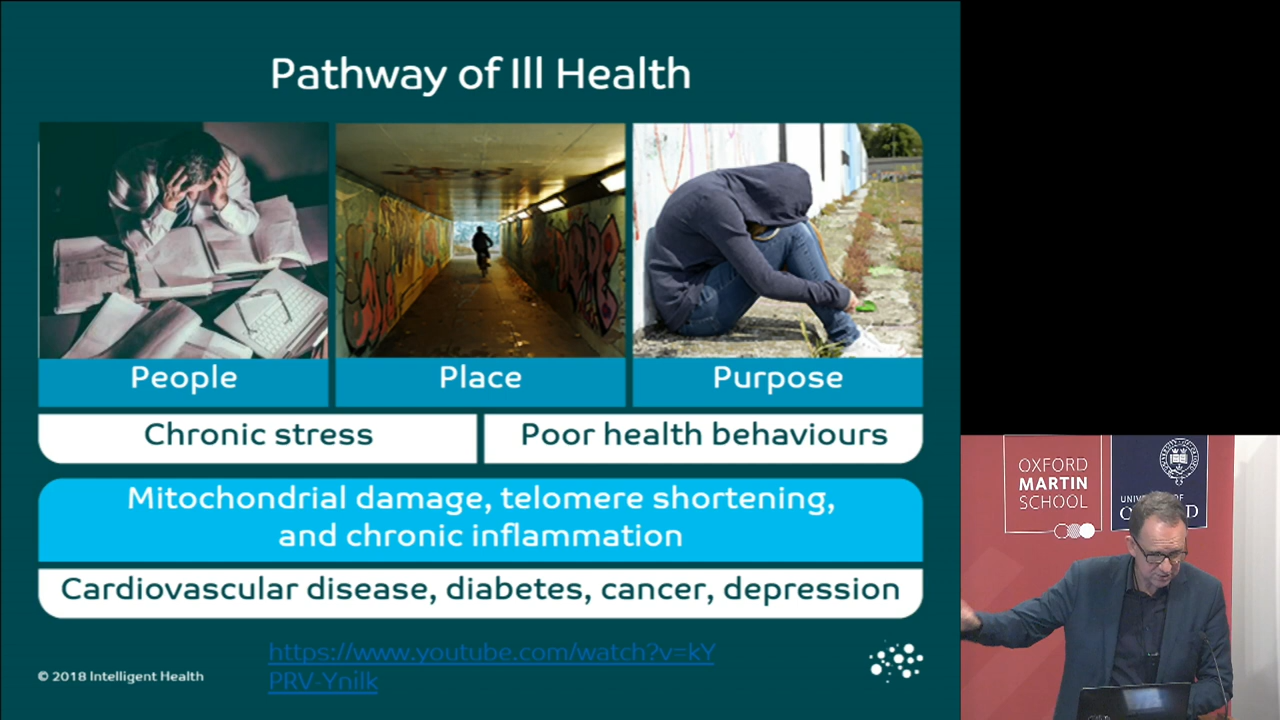 Pathway of Ill Health
People
Place
Purpose
Chronic stress
Poor health behaviours
Mitochondrial damage, telomere shortening,
and chronic inflammation
Cardiovascular disease, diabetes, cancer, depression
https://www.youtube.com/watch?v=kY
PRV-Ynilk
© 2018 Intelligent Health
OXFORD
MARTIN
SCHOOL